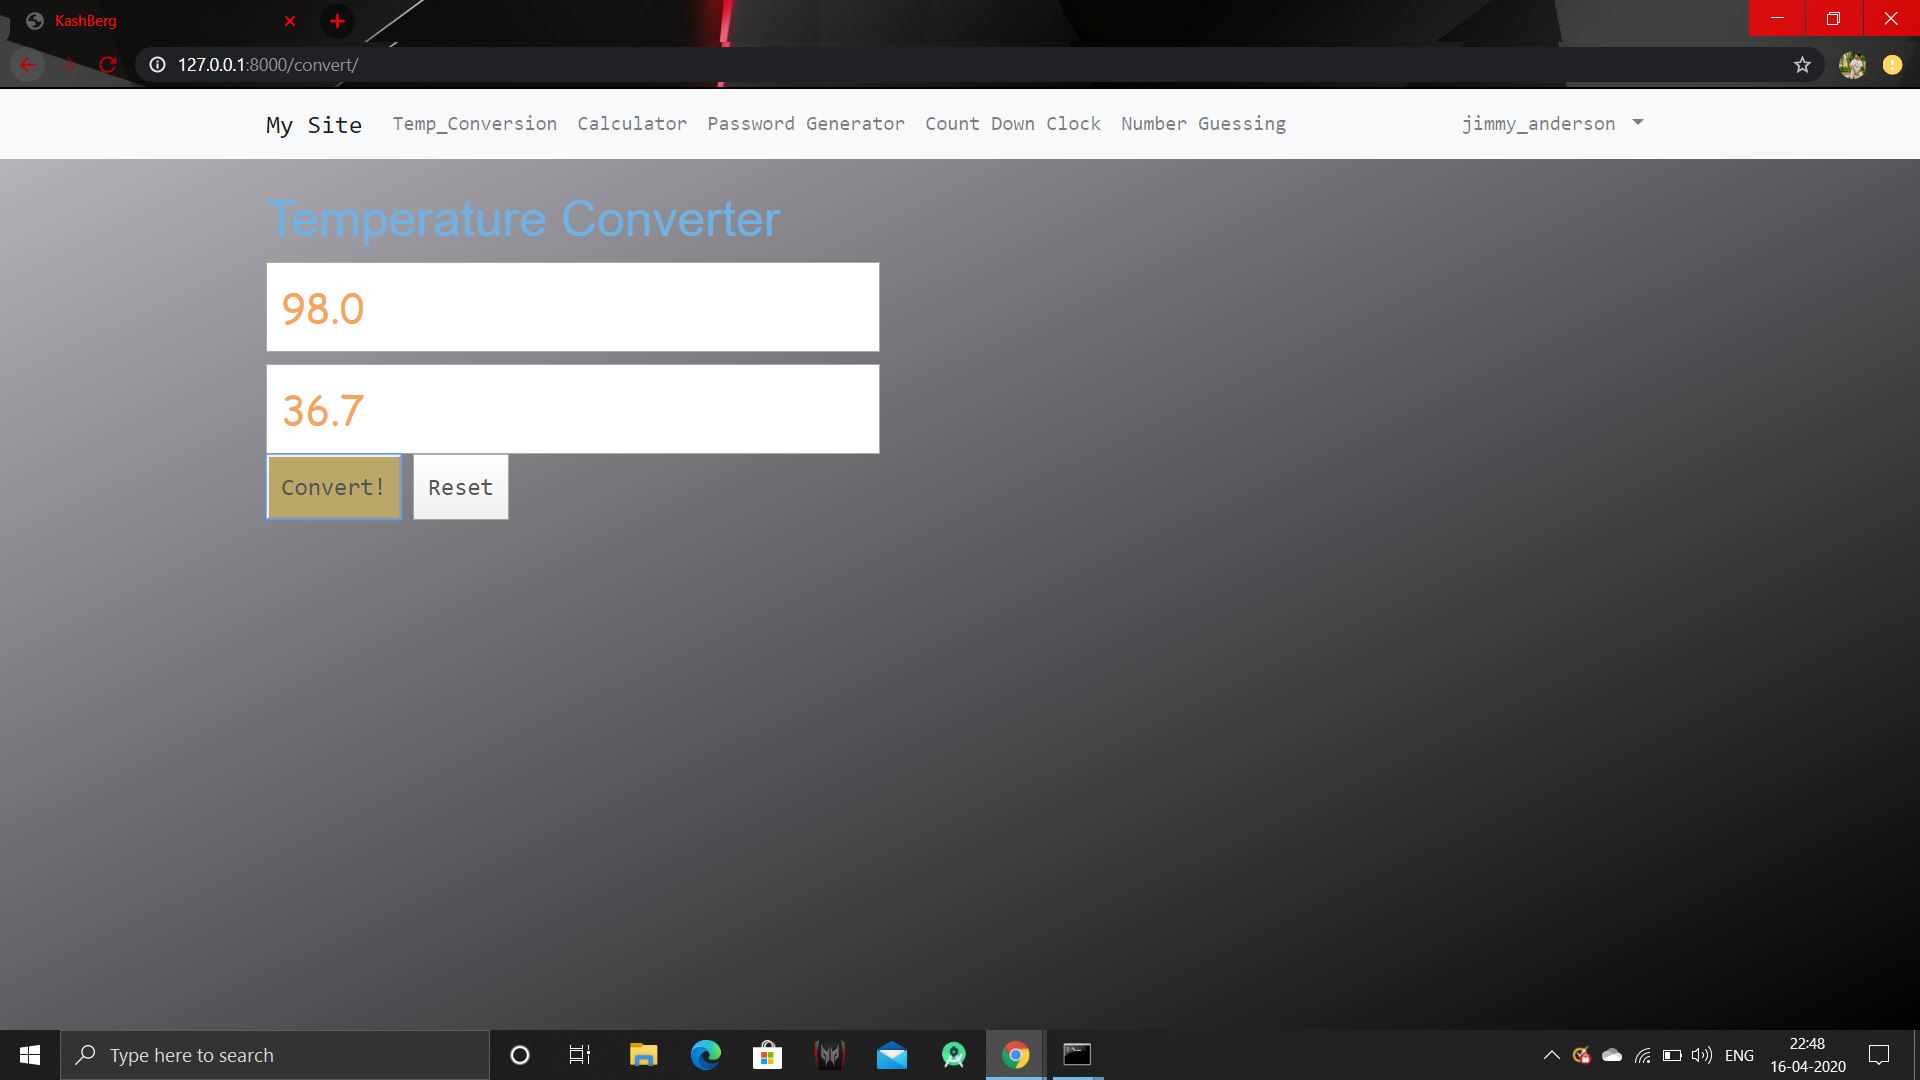 KashBerg
127.0.0.1:8000/convert/
My Site Temp_Conversion Calculator Password Generator Count Down Clock Number Guessing jimmy_anderson
Temperature Converter
98.0
36.7
Convert! Reset
Type here to search
ENG
22:48
16-04-2020